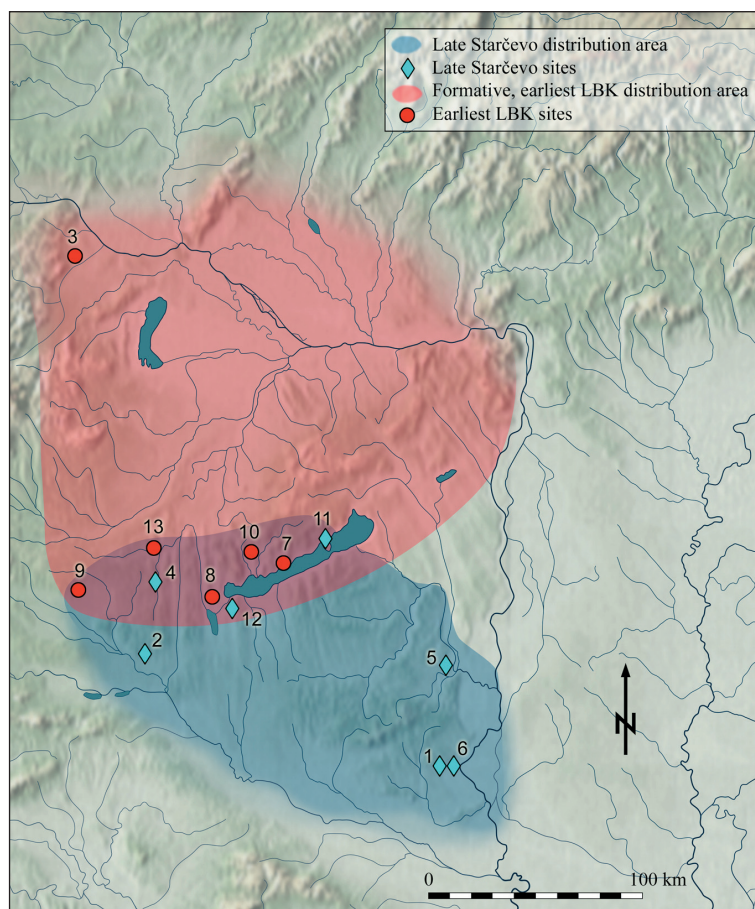 Late Starčevo distribution area
Late Starčevo sites
Formative, earliest LBK distribution area
Earliest LBK sites
3
13
10
11
7
9
4
8
12
2
5
N
1
6
0
100 km